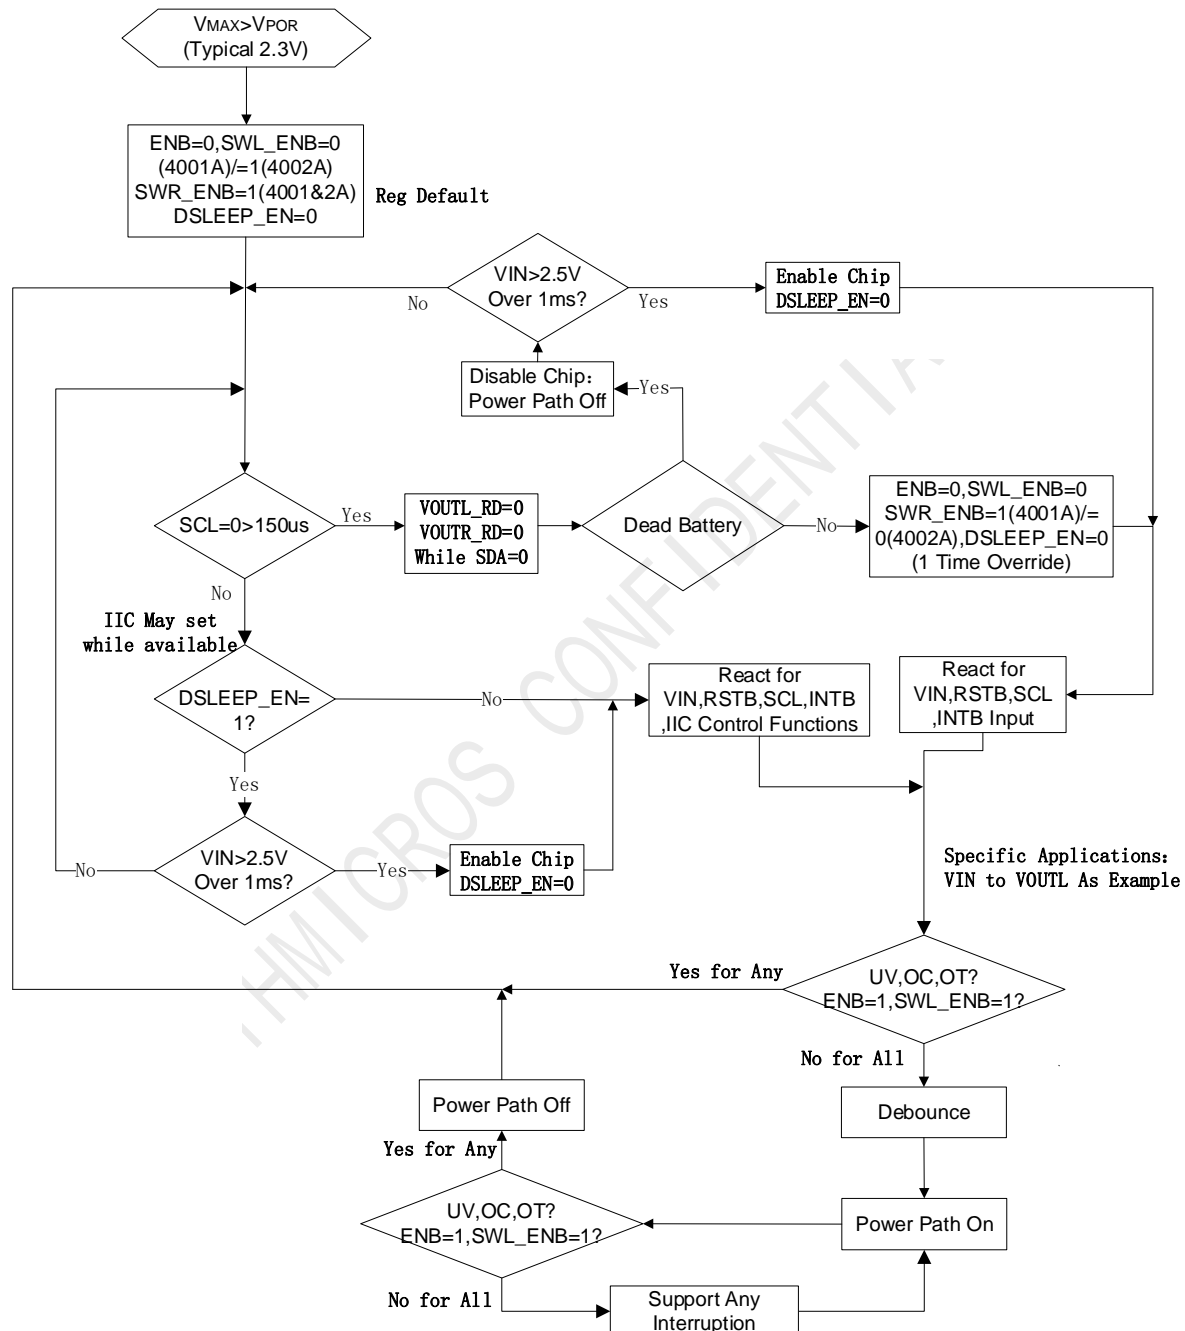 VMAX>VPOR
(Typical 2.3V)
ENB=0,SWL_ENB=0
(4001A)/=1(4002A)
SWR_ENB=1(4001&2A)
DSLEEP_EN=0
Reg Default
VIN>2.5V
Over 1ms?
No
Yes
Enable Chip
DSLEEP_EN=0
Disable Chip：
Power Path Off
Yes
SCL=0>150us
Yes
VOUTL_RD=0
VOUTR_RD=0
While SDA=0
Dead Battery
No
ENB=0,SWL_ENB=0
SWR_ENB=1(4001A)/=
0(4002A),DSLEEP_EN=0
(1 Time Override)
No
IIC May set
while available
DSLEEP_EN=
1?
No
React for
VIN,RSTB,SCL,INTB
,IIC Control Functions
React for
VIN,RSTB,SCL
,INTB Input
Yes
VIN>2.5V
Over 1ms?
No
Yes
Enable Chip
DSLEEP_EN=0
Specific Applications：
VIN to VOUTL As Example
UV,OC,OT?
ENB=1,SWL_ENB=1?
Yes for Any
No for All
Power Path Off
Debounce
Yes for Any
UV,OC,OT?
ENB=1,SWL_ENB=1?
Power Path On
No for All
Support Any
Interruption
HMICROS CONFIDENTIA